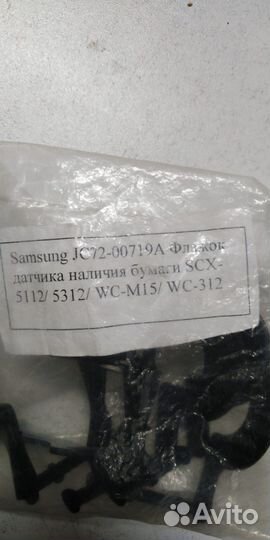 Samsung JC72-00719A Флажок
датчика наличия бумаги SCX-
5112/ 5312/ WC-M15/ WC-312
Avito